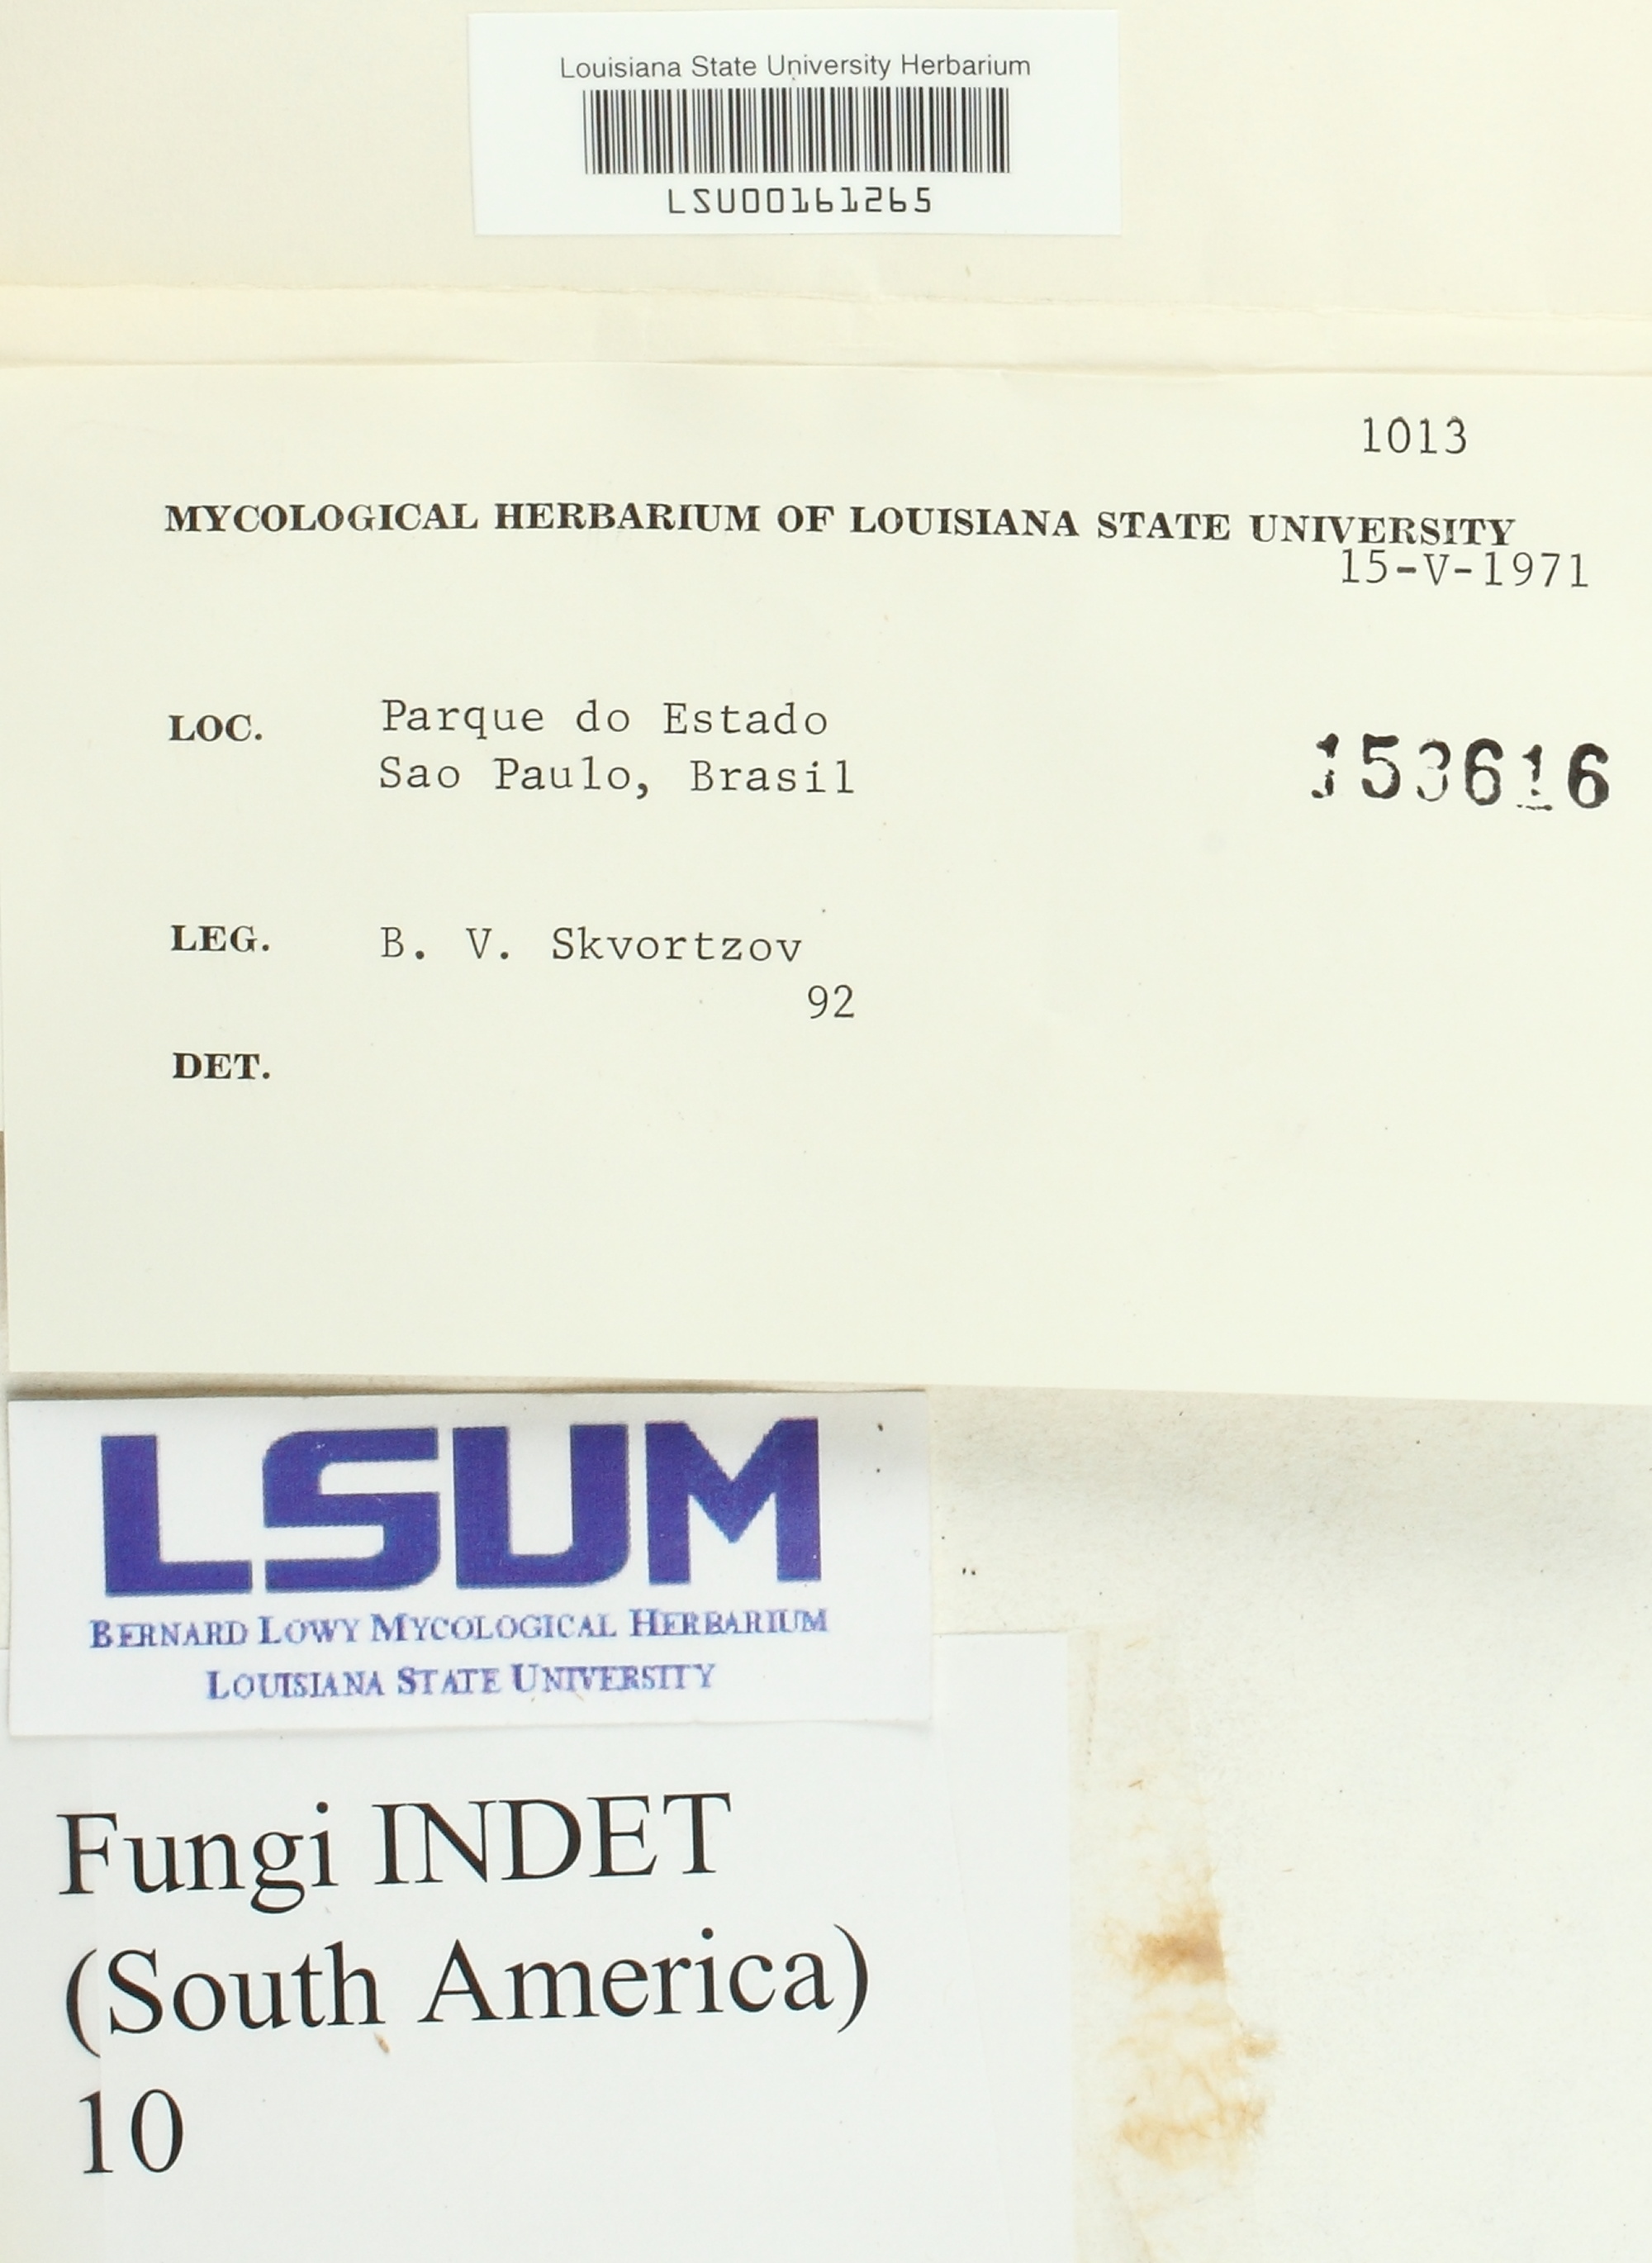 Louisiana State University Herbarium
LSU00161265
1013
MYCOLOGICAL HERBARIUM OF LOUISIANA STATE UNIVERSITY
15-V-1971
LOC. Parque do Estado
Sao Paulo, Brasil
153616
LEG. B. V. Skvortzov
92
DET.
LSUM
BERNARD LOWY MYCOLOGICAL HERBARIUM
LOUISIANA STATE UNIVERSITY
Fungi INDET
(South America)
10